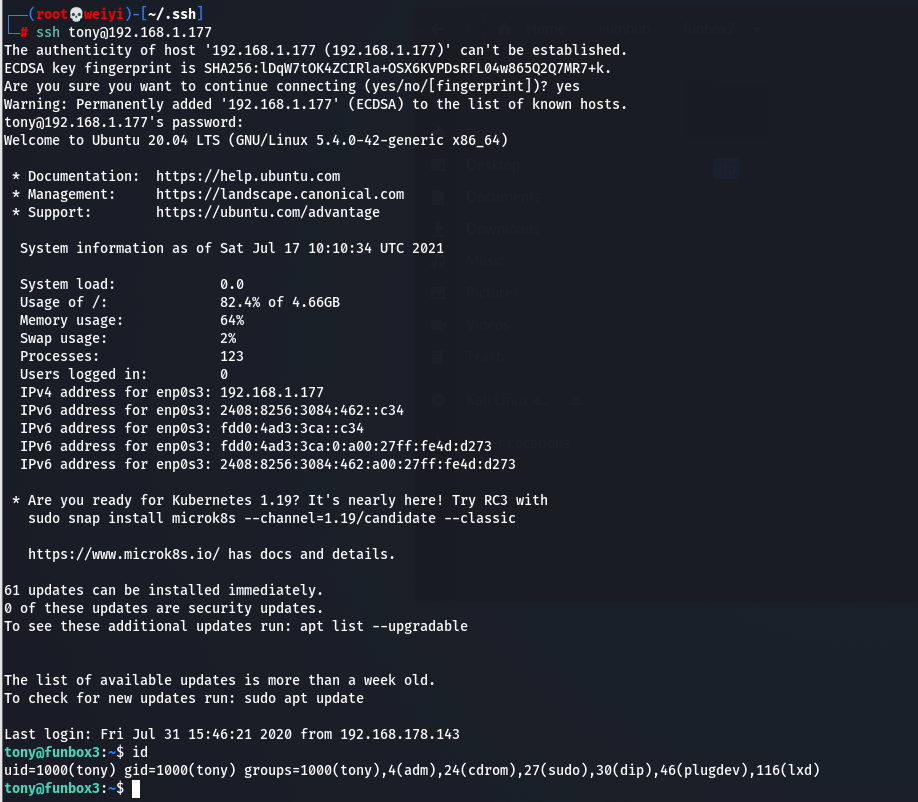 (root💀weiyi)-[~/.ssh]
# ssh tony@192.168.1.177
The authenticity of host '192.168.1.177 (192.168.1.177)' can't be established.
ECDSA key fingerprint is SHA256:lDqW7tOK4ZCIRla+OSX6KVPDsRFL04w865Q2Q7MR7+k.
Are you sure you want to continue connecting (yes/no/[fingerprint])? yes
Warning: Permanently added '192.168.1.177' (ECDSA) to the list of known hosts.
tony@192.168.1.177's password:
Welcome to Ubuntu 20.04 LTS (GNU/Linux 5.4.0-42-generic x86_64)

 * Documentation:  https://help.ubuntu.com
 * Management:     https://landscape.canonical.com
 * Support:        https://ubuntu.com/advantage

  System information as of Sat Jul 17 10:10:34 UTC 2021

  System load:             0.0
  Usage of /:              82.4% of 4.66GB
  Memory usage:            64%
  Swap usage:              2%
  Processes:               123
  Users logged in:         0
  IPv4 address for enp0s3: 192.168.1.177
  IPv6 address for enp0s3: 2408:8256:3084:462::c34
  IPv6 address for enp0s3: fdd0:4ad3:3ca::c34
  IPv6 address for enp0s3: fdd0:4ad3:3ca:0:a00:27ff:fe4d:d273
  IPv6 address for enp0s3: 2408:8256:3084:462:a00:27ff:fe4d:d273

 * Are you ready for Kubernetes 1.19? It's nearly here! Try RC3 with
   sudo snap install microk8s --channel=1.19/candidate --classic

   https://www.microk8s.io/ has docs and details.

61 updates can be installed immediately.
0 of these updates are security updates.
To see these additional updates run: apt list --upgradable

The list of available updates is more than a week old.
To check for new updates run: sudo apt update

Last login: Fri Jul 31 15:46:21 2020 from 192.168.178.143
tony@funbox3:~$ id
uid=1000(tony) gid=1000(tony) groups=1000(tony),4(adm),24(cdrom),27(sudo),30(dip),46(plugdev),116(lxd)
tony@funbox3:~$